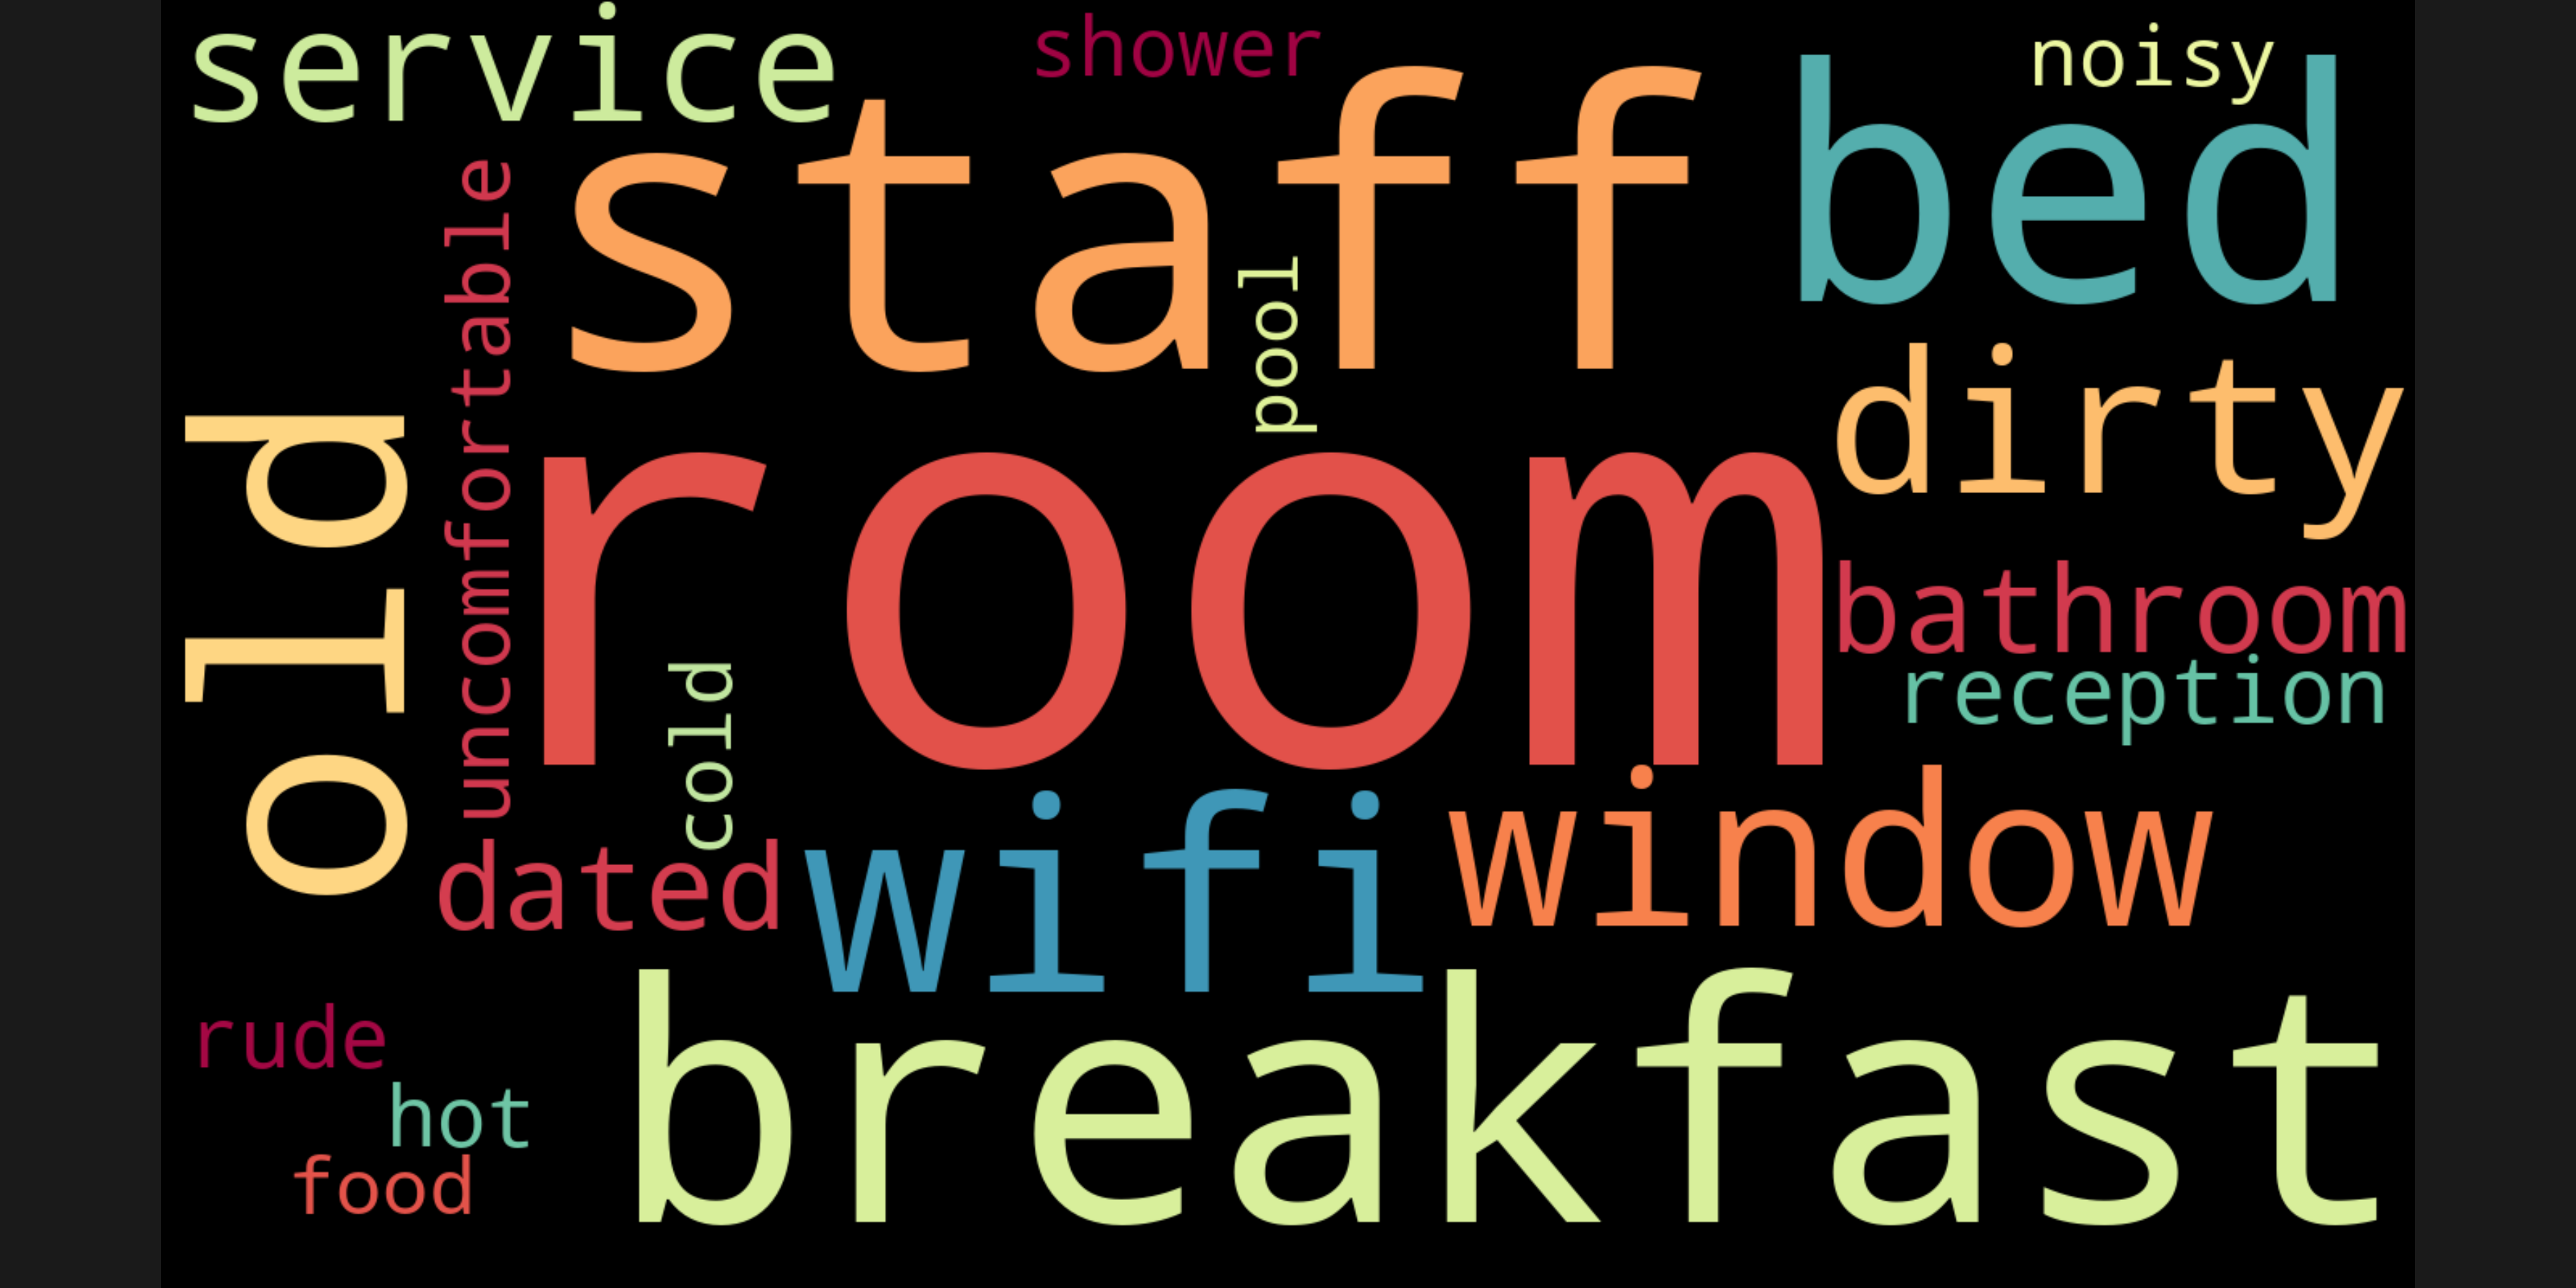 service
shower
noisy
staff
bed
uncomfortable
pool
dirty
old
room
bathroom
reception
cold
window
wifi
dated
breakfast
rude
hot
food